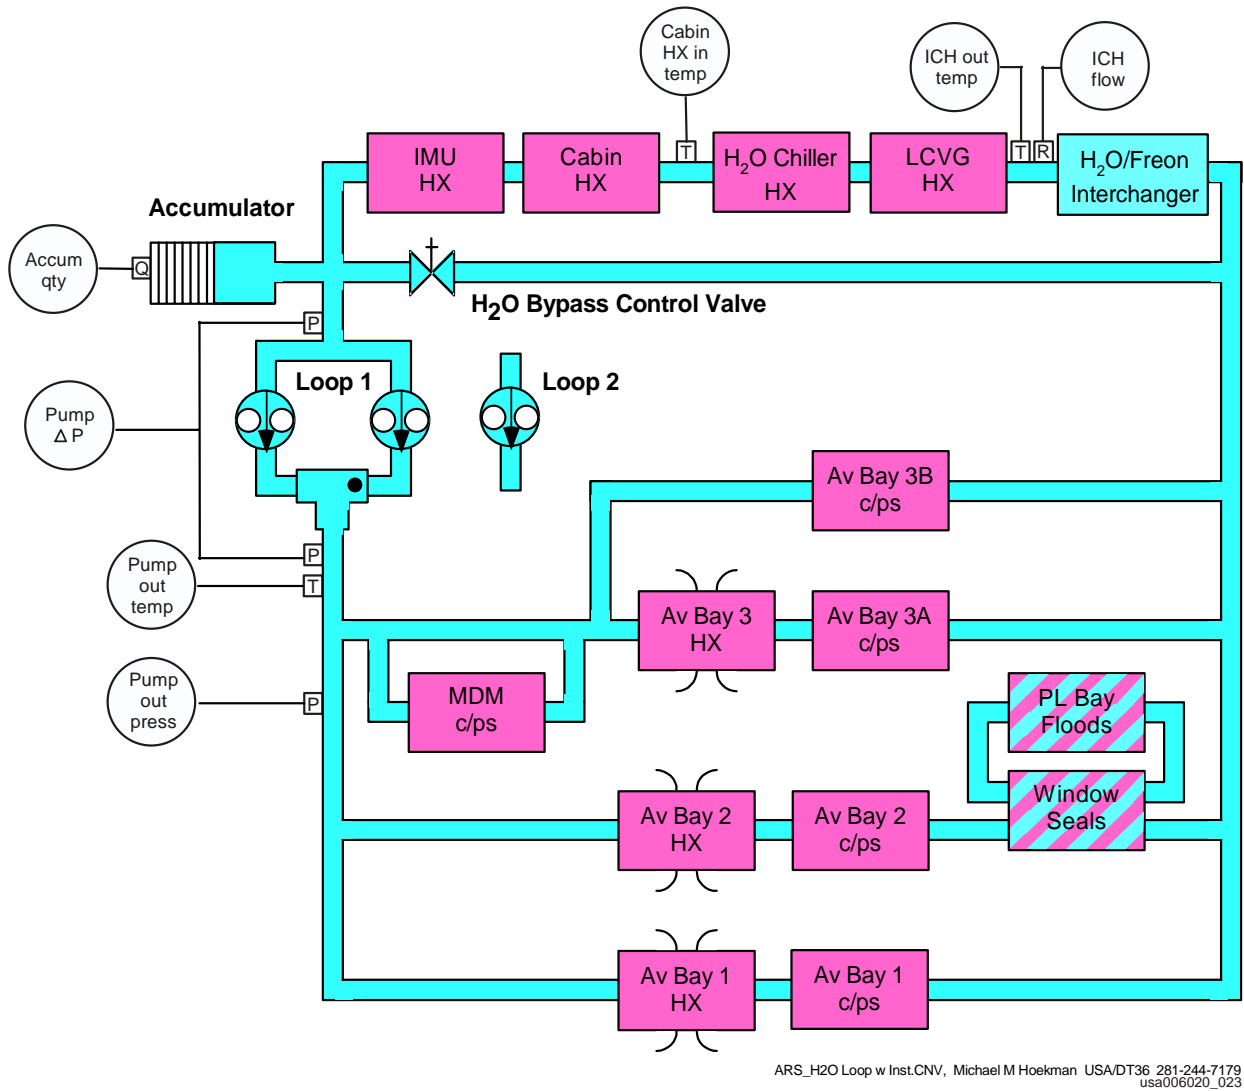 Cabin
HX in
temp
ICH out
temp
ICH
flow
IMU
HX
Cabin
HX
T
H2O Chiller
HX
LCVG
HX
T
R
H2O/Freon
Interchanger
Accumulator
Accum
qty
Q
H2O Bypass Control Valve
P
Loop 1
Loop 2
Pump
Δ P
Av Bay 3B
c/ps
P
Pump
out
temp
T
Av Bay 3
HX
Av Bay 3A
c/ps
Pump
out
press
P
MDM
c/ps
PL Bay
Floods
Window
Seals
Av Bay 2
HX
Av Bay 2
c/ps
Av Bay 1
HX
Av Bay 1
c/ps
ARS_H2O Loop w Inst.CNV, Michael M Hoekman USA/DT36 281-244-7179
usa006020_023